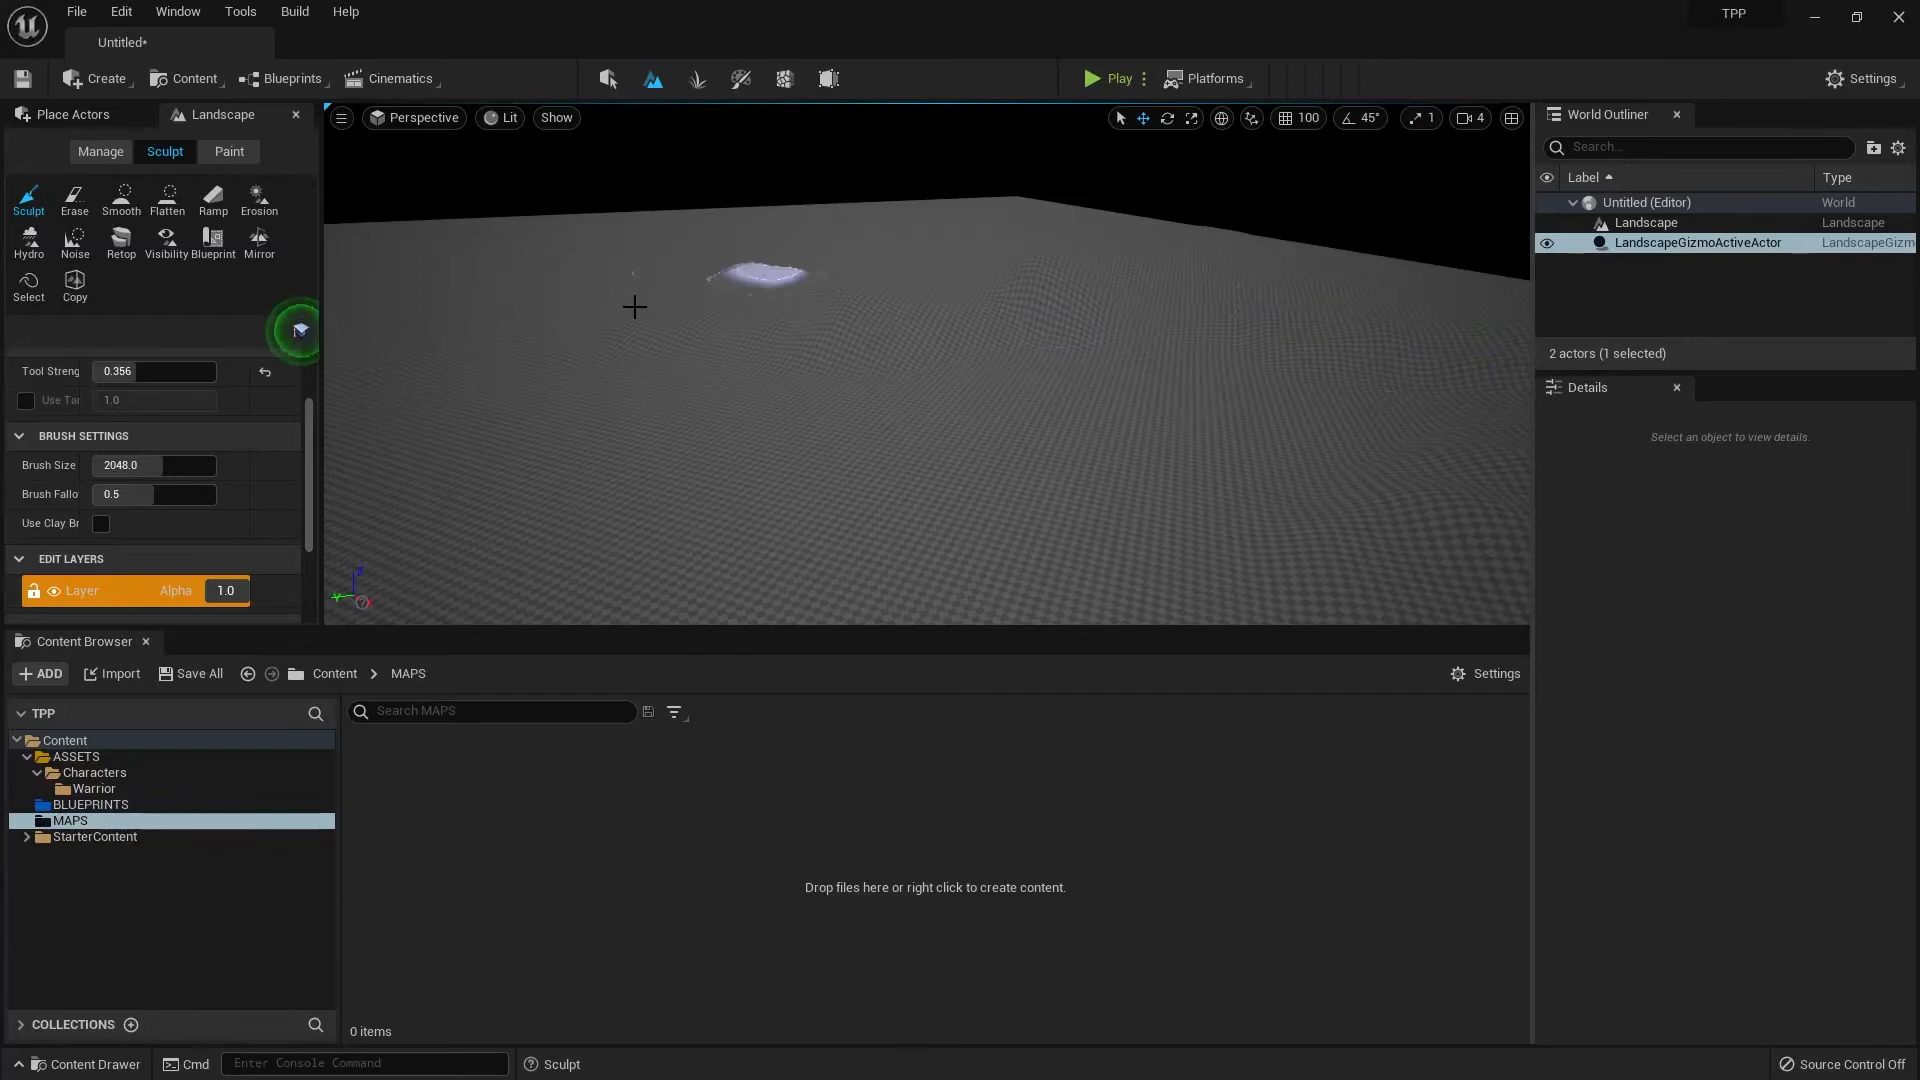 File Edit Window Tools Build Help
TPP
Untitled*
Create Content Blueprints Cinematics
Play Platforms Settings
Place Actors Landscape
Perspective Lit Show
100 45° 1 4
World Outliner
Manage Sculpt Paint
Search...
Label Type
Sculpt Erase Smooth Flatten Ramp Erosion
Untitled (Editor) World
Landscape Landscape
LandscapeGizmoActiveActor LandscapeGizm
Hydro Noise Retop Visibility Blueprint Mirror
Select Copy
2 actors (1 selected)
Tool Streng 0.356
Details
Use Tar 1.0
BRUSH SETTINGS
Select an object to view details.
Brush Size 2048.0
Brush Fallo 0.5
Use Clay Br
EDIT LAYERS
Layer Alpha 1.0
Content Browser
ADD Import Save All Content MAPS Settings
TPP
Search MAPS
Content
ASSETS
Characters
Warrior
BLUEPRINTS
MAPS
StarterContent
Drop files here or right click to create content.
COLLECTIONS
0 items
Content Drawer Cmd Enter Console Command Sculpt Source Control Off